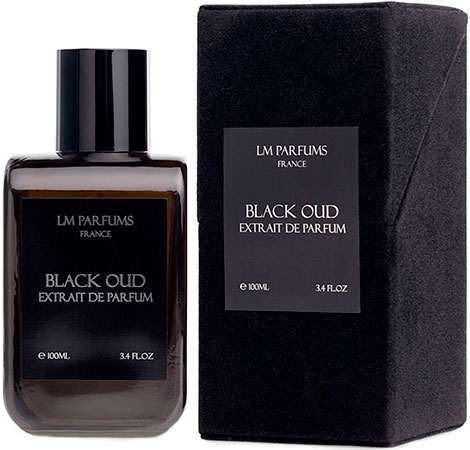 LM PARFUMS
FRANCE
BLACK OUD
EXTRAIT DE PARFUM
℮ 100ML 3.4 FL.OZ
LM PARFUMS
FRANCE
BLACK OUD
EXTRAIT DE PARFUM
℮ 100ML 3.4 FL.OZ